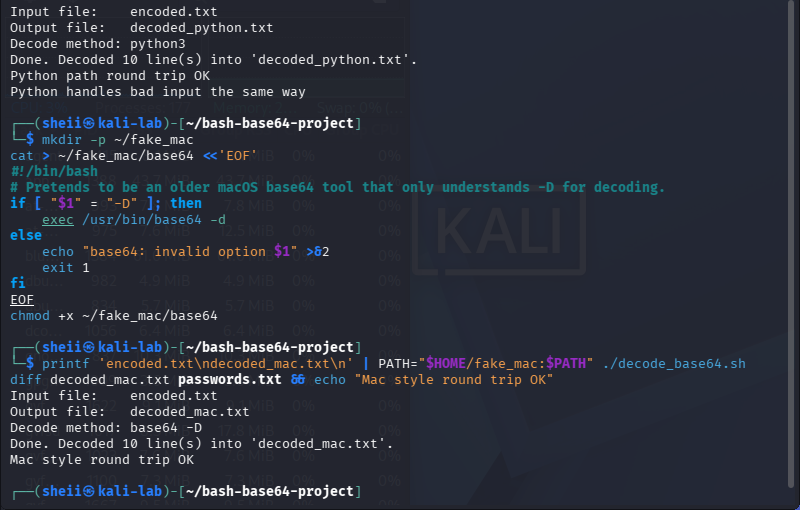 Input file:    encoded.txt
Output file:   decoded_python.txt
Decode method: python3
Done. Decoded 10 line(s) into 'decoded_python.txt'.
Python path round trip OK
Python handles bad input the same way

┌──(sheii㉿kali-lab)-[~/bash-base64-project]
└─$ mkdir -p ~/fake_mac
cat > ~/fake_mac/base64 <<'EOF'
#!/bin/bash
# Pretends to be an older macOS base64 tool that only understands -D for decoding.
if [ "$1" = "-D" ]; then
    exec /usr/bin/base64 -d
else
    echo "base64: invalid option $1" >&2
    exit 1
fi
EOF
chmod +x ~/fake_mac/base64

┌──(sheii㉿kali-lab)-[~/bash-base64-project]
└─$ printf 'encoded.txt\ndecoded_mac.txt\n' | PATH="$HOME/fake_mac:$PATH" ./decode_base64.sh
diff decoded_mac.txt passwords.txt && echo "Mac style round trip OK"
Input file:    encoded.txt
Output file:   decoded_mac.txt
Decode method: base64 -D
Done. Decoded 10 line(s) into 'decoded_mac.txt'.
Mac style round trip OK

┌──(sheii㉿kali-lab)-[~/bash-base64-project]
KALI